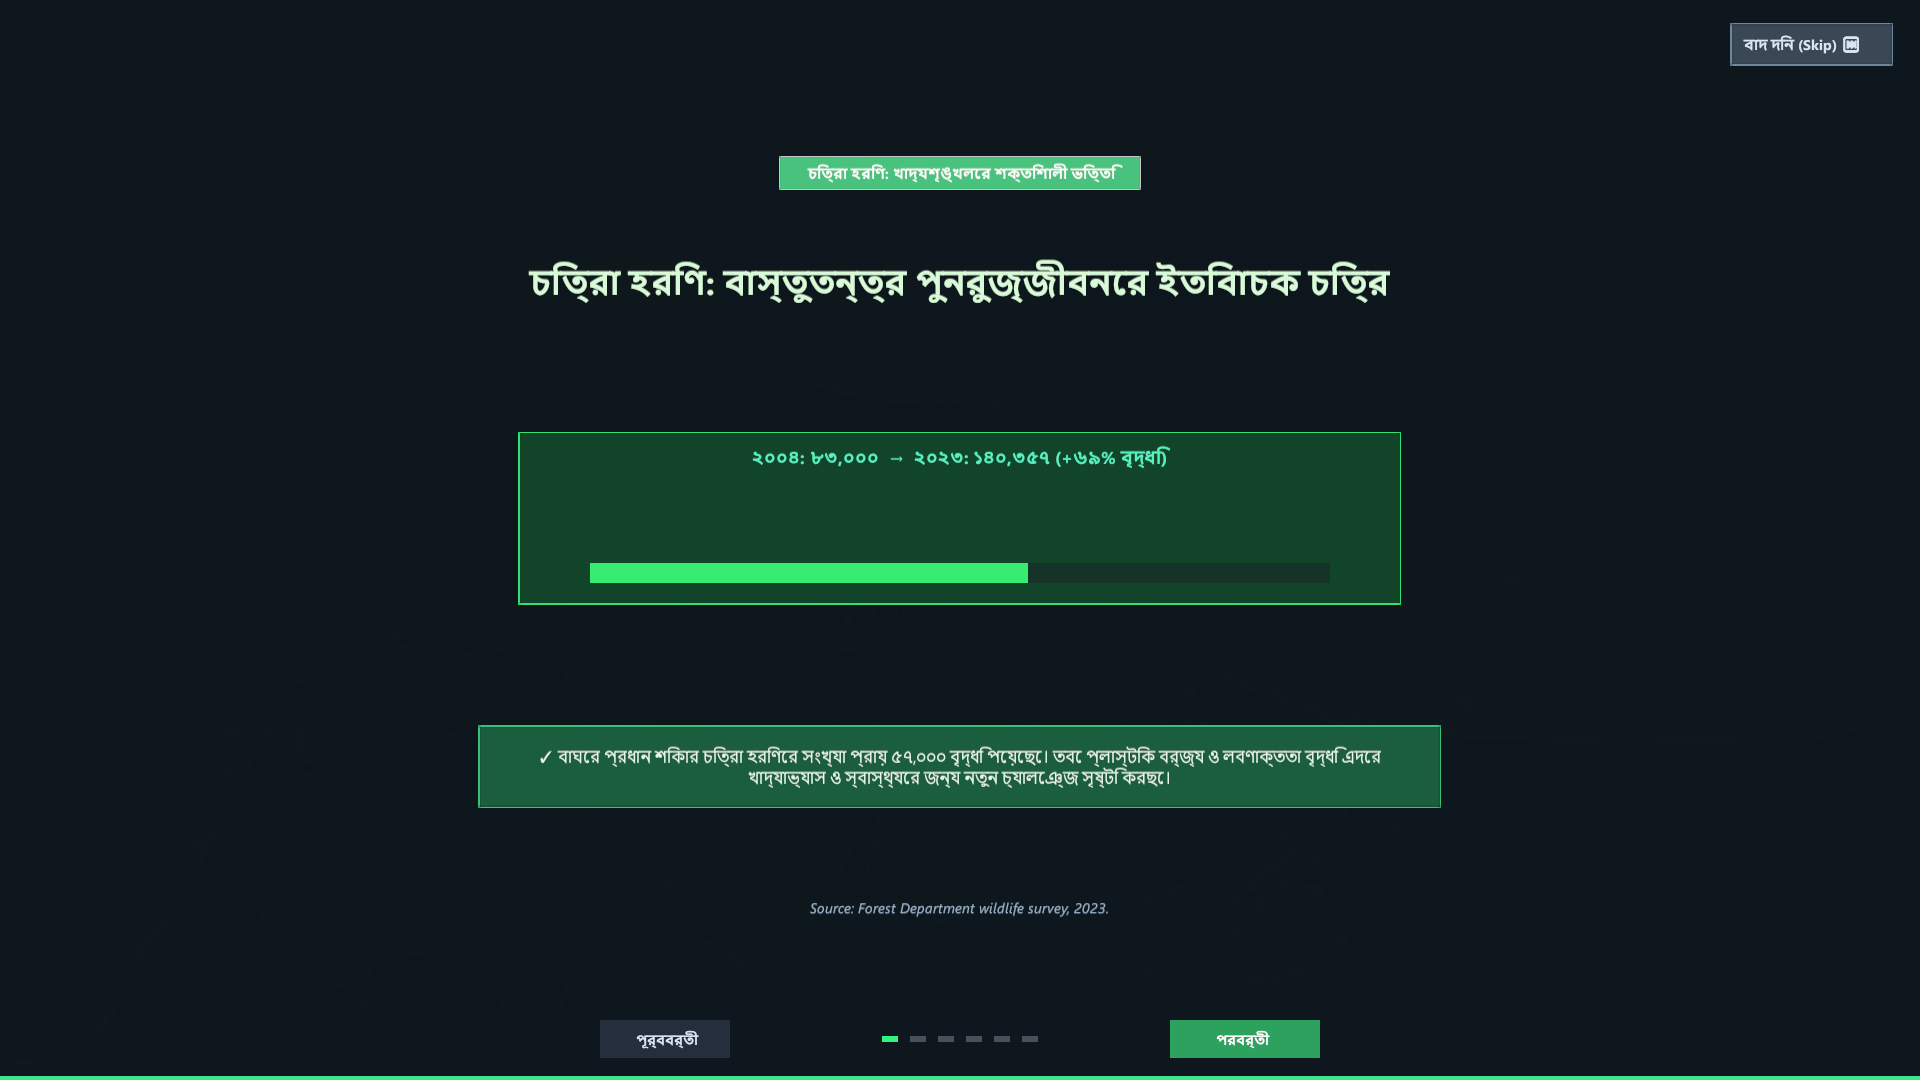 বাদ দিন (Skip) ⏭
চিত্রা হরিণ: খাদ্যশৃঙ্খলের শক্তিশালী ভিত্তি
চিত্রা হরিণ: বাস্তুতন্ত্র পুনরুজ্জীবনের ইতিবাচক চিত্র
২০০৪: ৮৩,০০০ → ২০২৩: ১৪০,৩৫৭ (+৬৯% বৃদ্ধি)
✓ বাঘের প্রধান শিকার চিত্রা হরিণের সংখ্যা প্রায় ৫৭,০০০ বৃদ্ধি পেয়েছে। তবে প্লাস্টিক বর্জ্য ও লবণাক্ততা বৃদ্ধি এদের
খাদ্যাভ্যাস ও স্বাস্থ্যের জন্য নতুন চ্যালেঞ্জ সৃষ্টি করছে।
Source: Forest Department wildlife survey, 2023.
পূর্ববর্তী
পরবর্তী